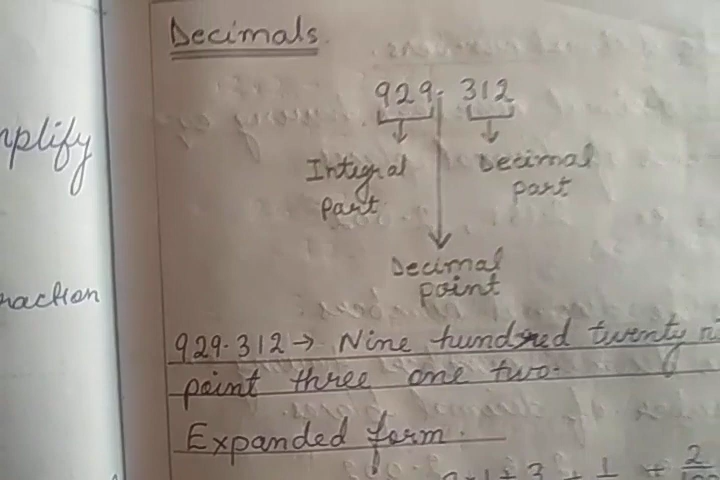 Decimals.
929.312
Integral
part
Decimal
part
Decimal
point
929.312 → Nine hundred twenty
point three one two.
Expanded form.
mplify
raction